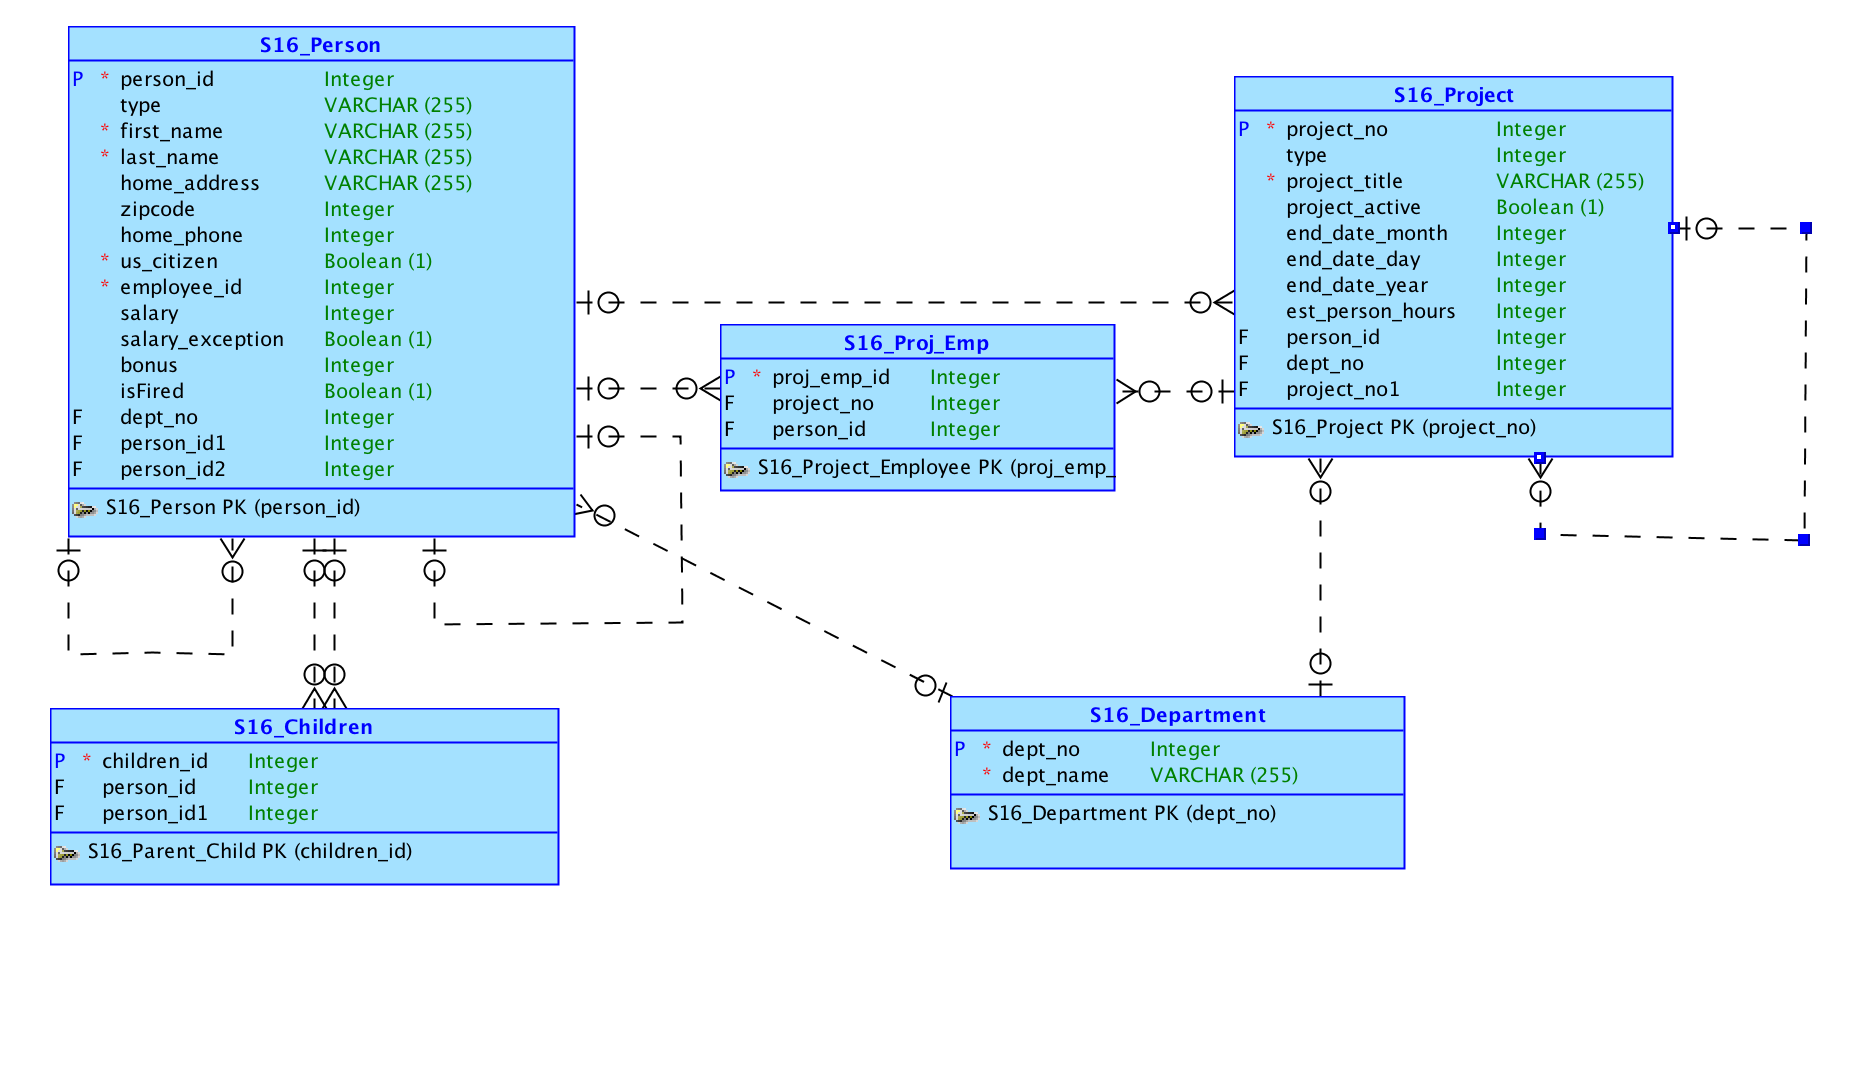 S16_Person
P * person_id Integer
type VARCHAR (255)
* first_name VARCHAR (255)
* last_name VARCHAR (255)
home_address VARCHAR (255)
zipcode Integer
home_phone Integer
* us_citizen Boolean (1)
* employee_id Integer
salary Integer
salary_exception Boolean (1)
bonus Integer
isFired Boolean (1)
F dept_no Integer
F person_id1 Integer
F person_id2 Integer
S16_Person PK (person_id)
S16_Project
P * project_no Integer
type Integer
* project_title VARCHAR (255)
project_active Boolean (1)
end_date_month Integer
end_date_day Integer
end_date_year Integer
est_person_hours Integer
F person_id Integer
F dept_no Integer
F project_no1 Integer
S16_Project PK (project_no)
S16_Proj_Emp
P * proj_emp_id Integer
F project_no Integer
F person_id Integer
S16_Project_Employee PK (proj_emp_
S16_Children
P * children_id Integer
F person_id Integer
F person_id1 Integer
S16_Parent_Child PK (children_id)
S16_Department
P * dept_no Integer
* dept_name VARCHAR (255)
S16_Department PK (dept_no)